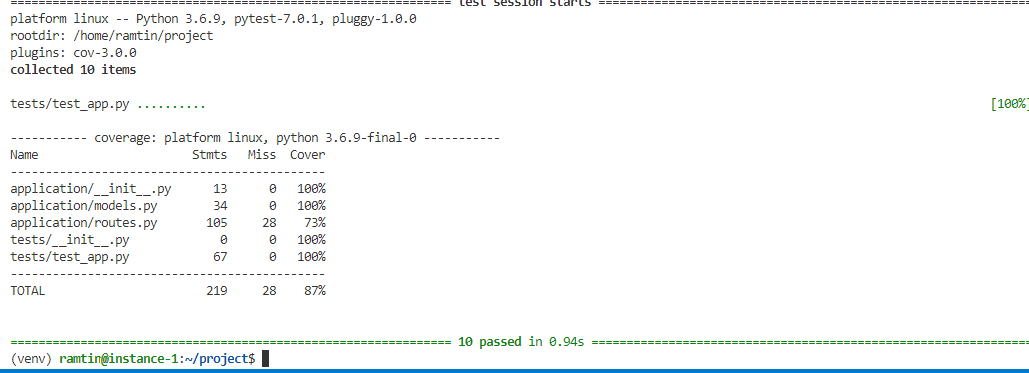 test session starts
platform linux -- Python 3.6.9, pytest-7.0.1, pluggy-1.0.0
rootdir: /home/ramtin/project
plugins: cov-3.0.0
collected 10 items
tests/test_app.py .......... [100%]
----------- coverage: platform linux, python 3.6.9-final-0 -----------
Name Stmts Miss Cover
---------------------------------------------
application/__init__.py 13 0 100%
application/models.py 34 0 100%
application/routes.py 105 28 73%
tests/__init__.py 0 0 100%
tests/test_app.py 67 0 100%
---------------------------------------------
TOTAL 219 28 87%
10 passed in 0.94s
(venv) ramtin@instance-1:~/project$